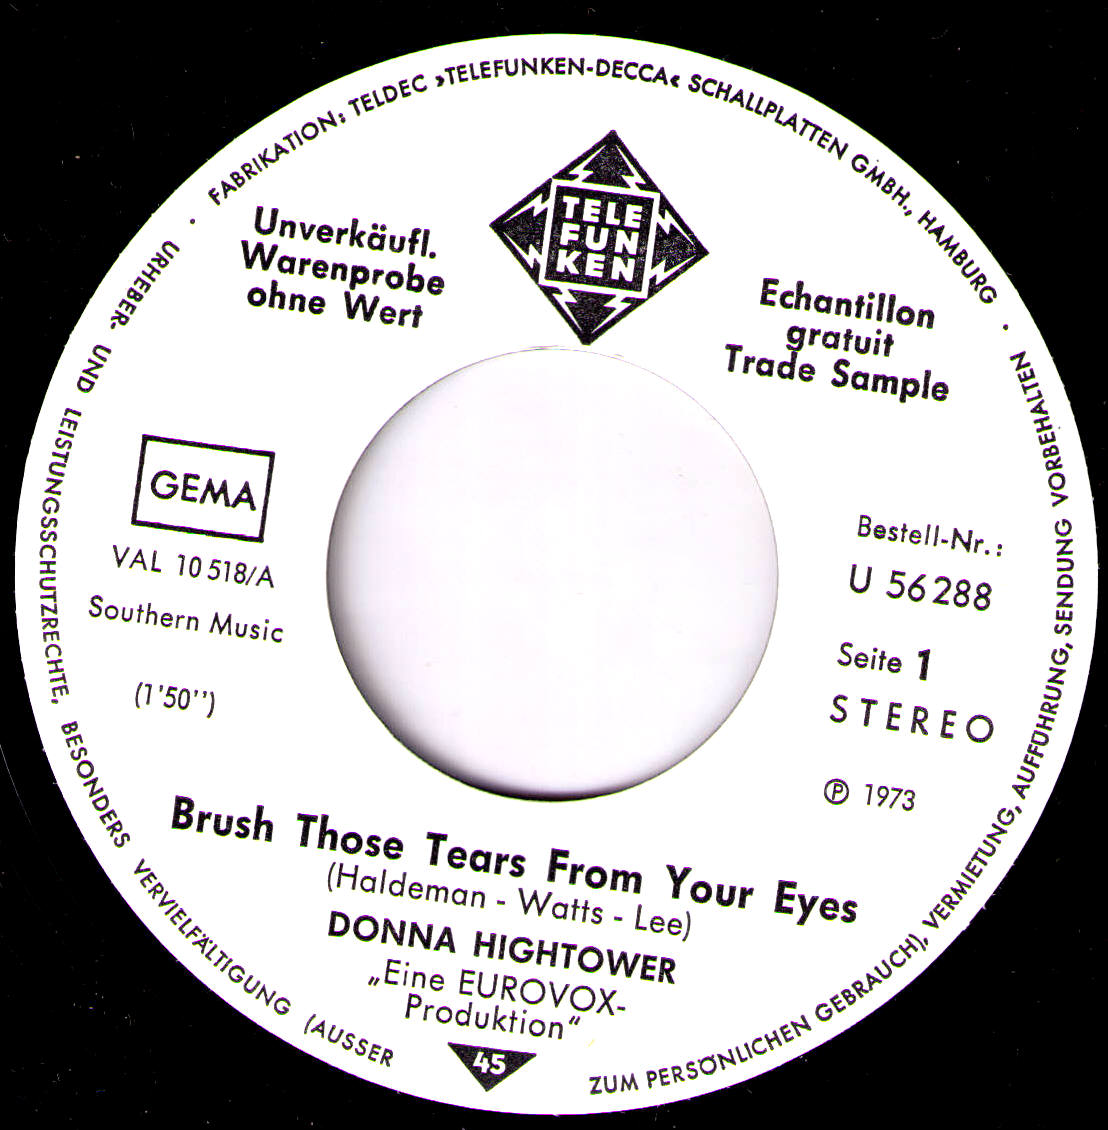 FABRIKATION: TELDEC »TELEFUNKEN-DECCA« SCHALLPLATTEN GMBH., HAMBURG ·
URHEBER- UND LEISTUNGSSCHUTZRECHTE, BESONDERS VERVIELFÄLTIGUNG (AUSSER ZUM PERSÖNLICHEN GEBRAUCH), VERMIETUNG, AUFFÜHRUNG, SENDUNG VORBEHALTEN ·
TELE
FUN
KEN
Unverkäufl.
Warenprobe
ohne Wert
Echantillon
gratuit
Trade Sample
GEMA
VAL 10 518/A
Southern Music
(1'50'')
Bestell-Nr.:
U 56 288
Seite 1
STEREO
℗ 1973
Brush Those Tears From Your Eyes
(Haldeman - Watts - Lee)
DONNA HIGHTOWER
„Eine EUROVOX-
Produktion“
45